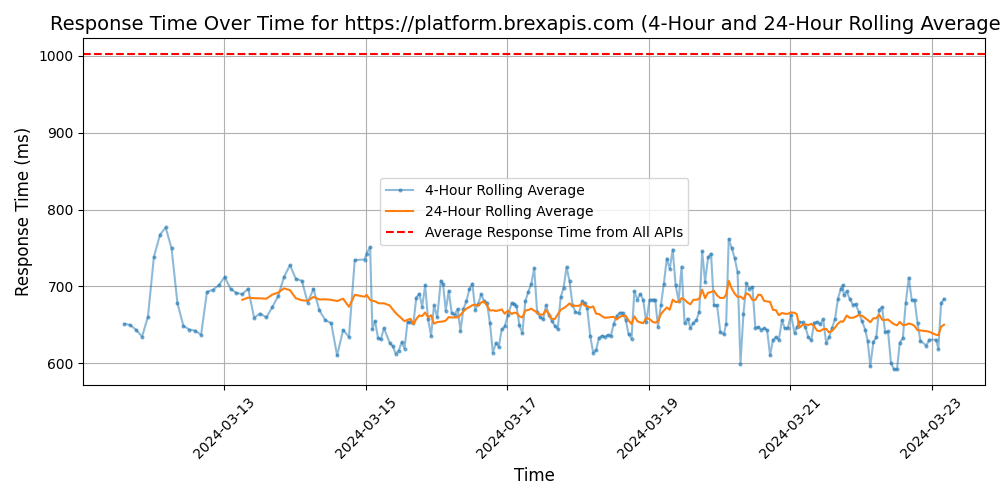 Response Time Over Time for https://platform.brexapis.com (4-Hour and 24-Hour Rolling Average
1000
900
800
700
600
Response Time (ms)
4-Hour Rolling Average
24-Hour Rolling Average
Average Response Time from All APIs
2024-03-13
2024-03-15
2024-03-17
2024-03-19
2024-03-21
2024-03-23
Time